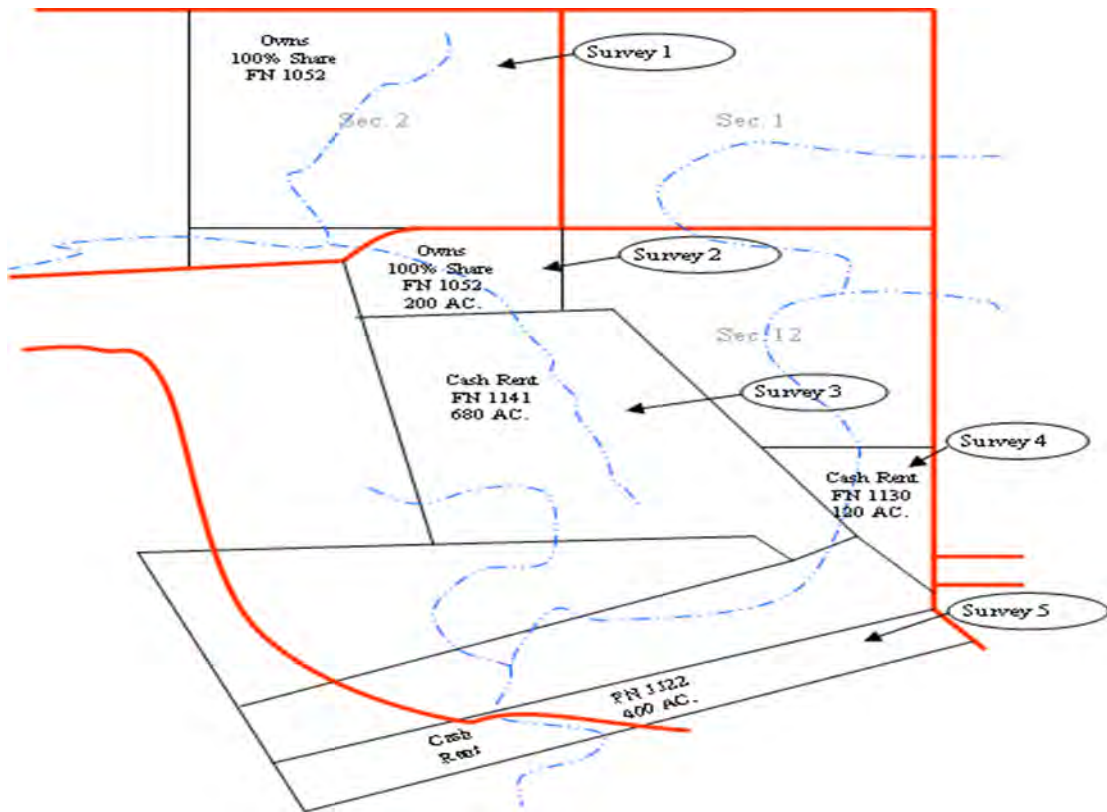 Owns
100% Share
FN 1052
Survey 1
Sec. 2
Sec. 1
Owns
100% Share
FN 1052
200 AC.
Survey 2
Sec. 12
Cash Rent
FN 1141
680 AC.
Survey 3
Survey 4
Cash Rent
FN 1130
120 AC.
Survey 5
FN 1122
400 AC.
Cash
Rent